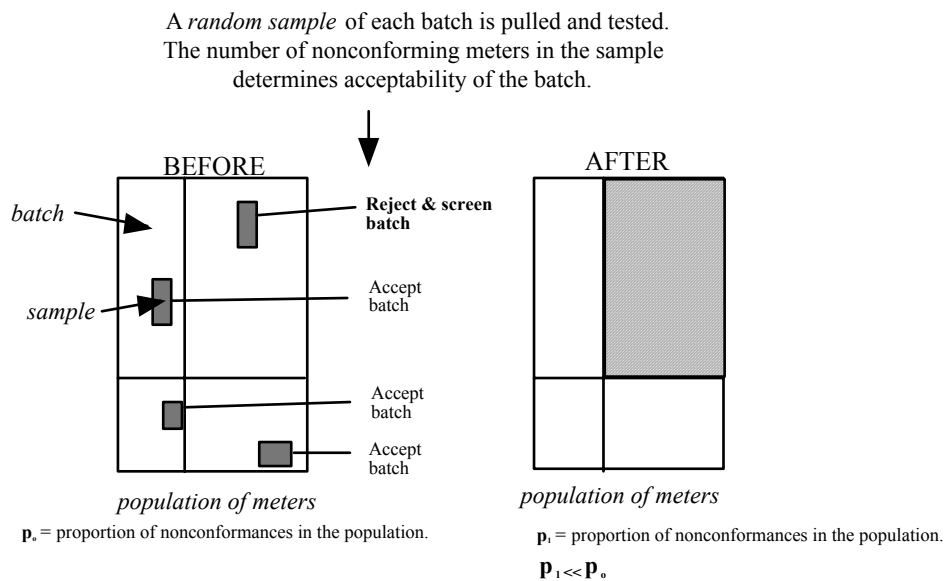 A random sample of each batch is pulled and tested.
The number of nonconforming meters in the sample
determines acceptability of the batch.
BEFORE
batch
sample
Reject & screen
batch
Accept
batch
Accept
batch
Accept
batch
population of meters
p₀ = proportion of nonconformances in the population.
AFTER
population of meters
p₁ = proportion of nonconformances in the population.
p₁ << p₀